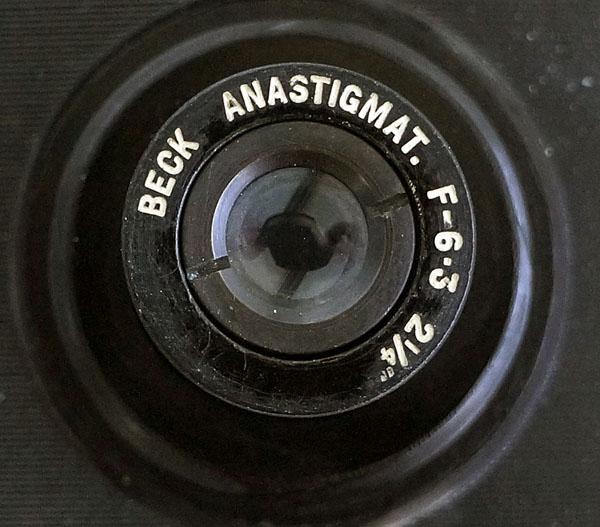 BECK ANASTIGMAT. F-6·3 2¼